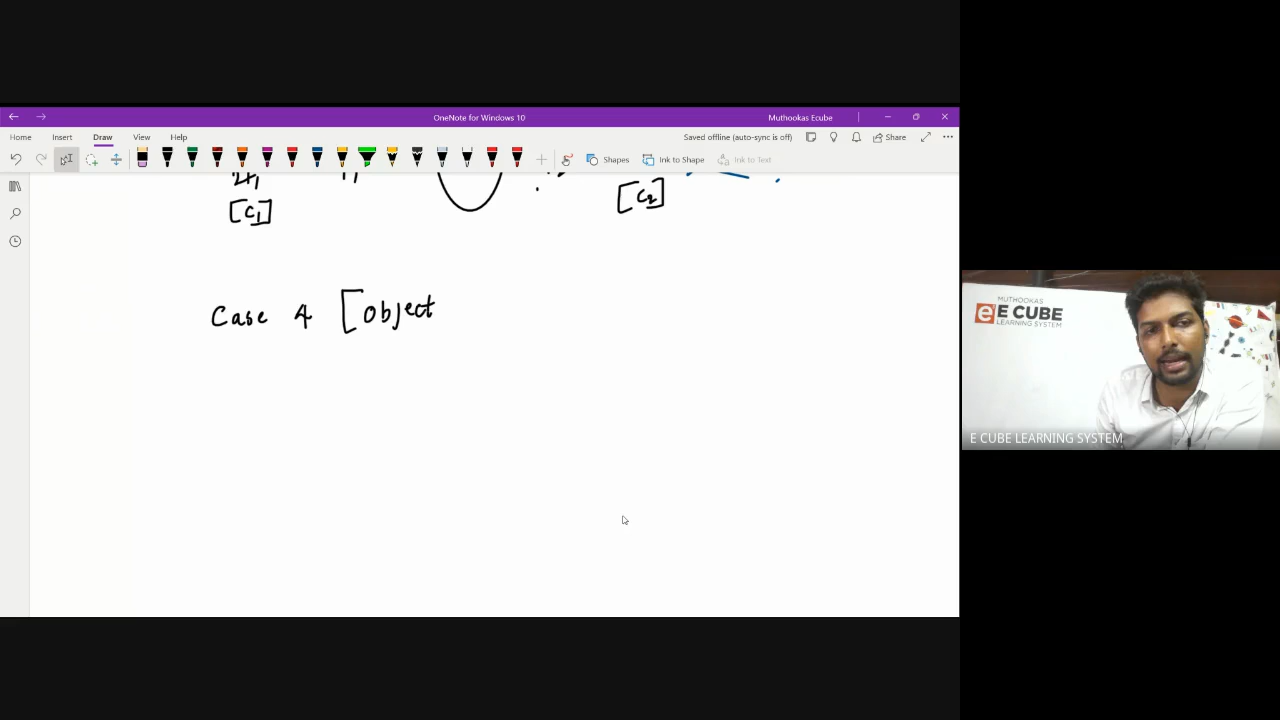 OneNote for Windows 10
Muthookas Ecube
Home Insert Draw View Help
Saved offline (auto-sync is off)
Share
Shapes
Ink to Shape
Ink to Text
[C1]
[C2]
Case 4 [object
MUTHOOKAS
e E CUBE
LEARNING SYSTEM
E CUBE LEARNING SYSTEM